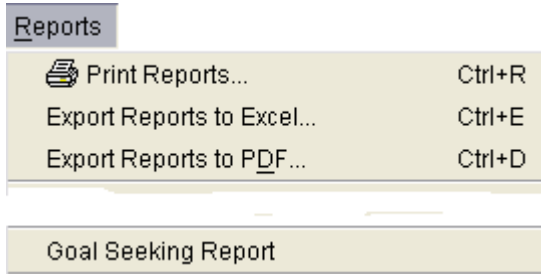 Reports
Print Reports... Ctrl+R
Export Reports to Excel... Ctrl+E
Export Reports to PDF... Ctrl+D
Goal Seeking Report